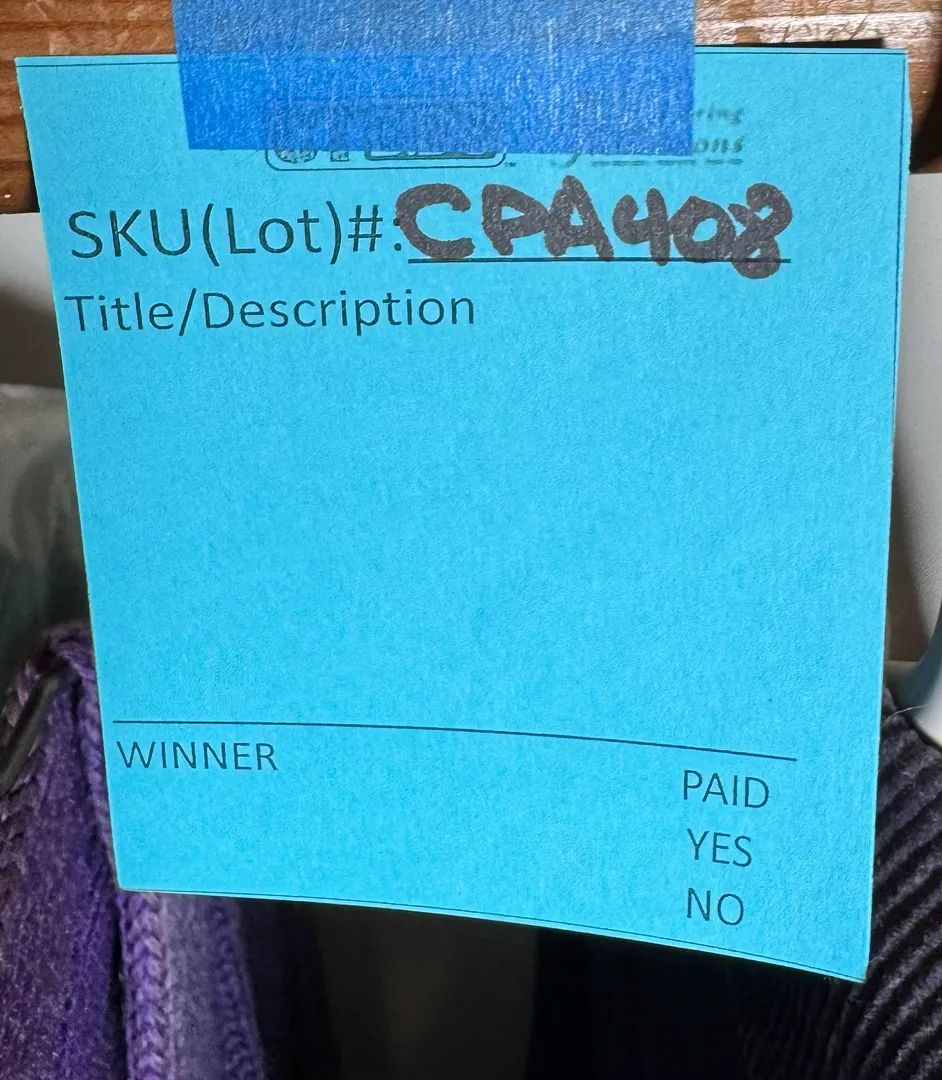 SKU(Lot)#: CPA408
Title/Description
WINNER
PAID
YES
NO